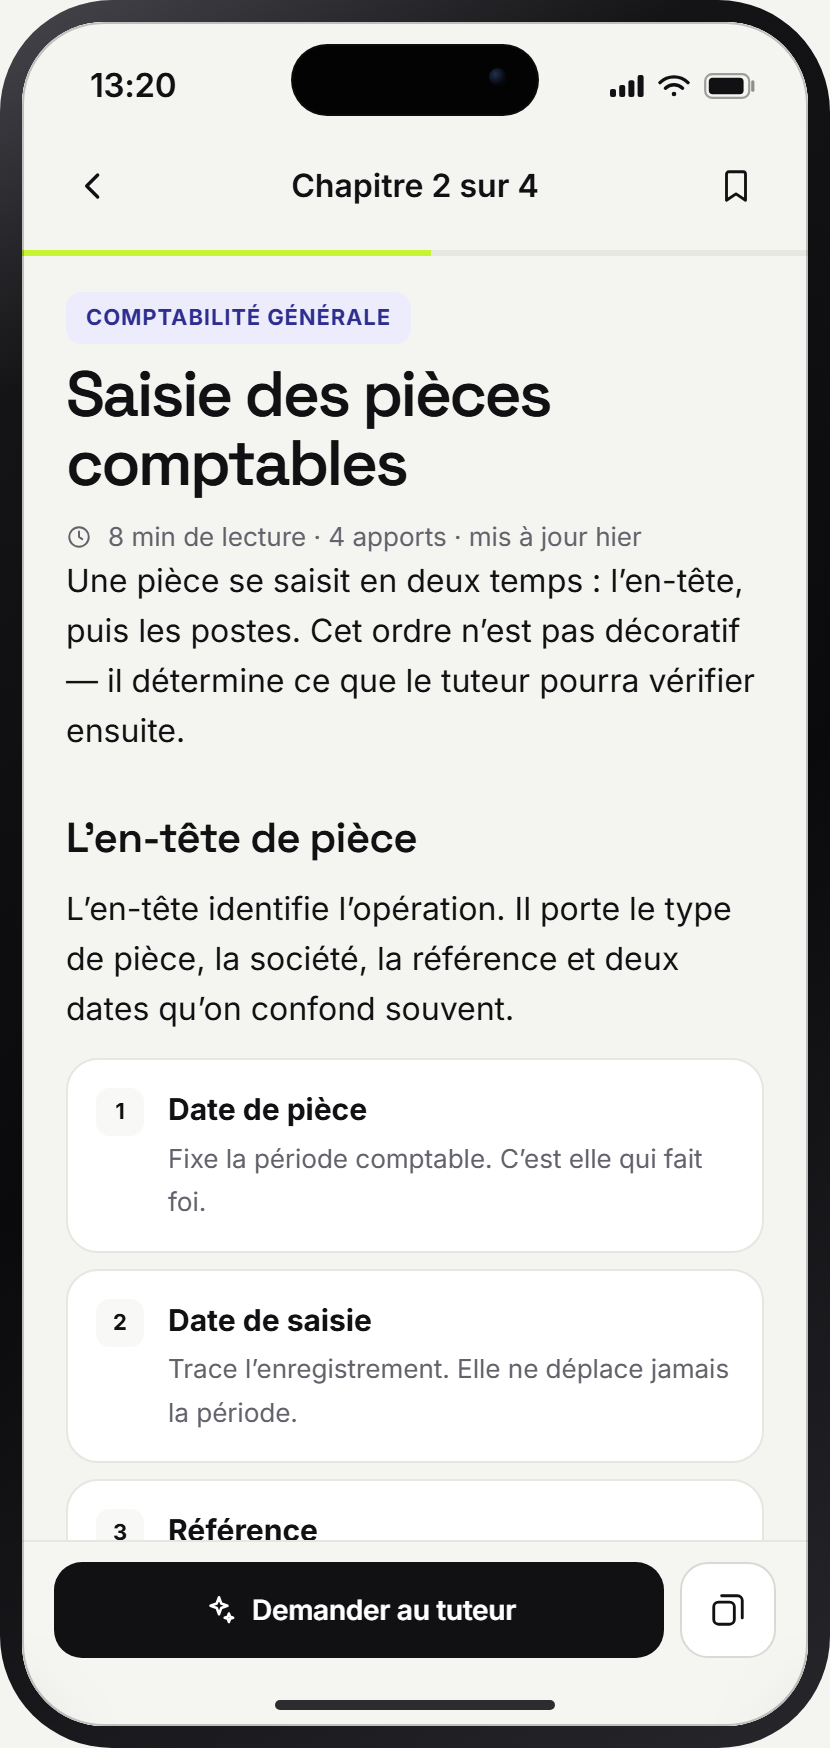 13:20
Chapitre 2 sur 4
COMPTABILITÉ GÉNÉRALE
Saisie des pièces
comptables
8 min de lecture · 4 apports · mis à jour hier
Une pièce se saisit en deux temps : l’en-tête,
puis les postes. Cet ordre n’est pas décoratif
— il détermine ce que le tuteur pourra vérifier
ensuite.
L’en-tête de pièce
L’en-tête identifie l’opération. Il porte le type
de pièce, la société, la référence et deux
dates qu’on confond souvent.
1 Date de pièce
Fixe la période comptable. C’est elle qui fait
foi.
2 Date de saisie
Trace l’enregistrement. Elle ne déplace jamais
la période.
3 Référence
Demander au tuteur